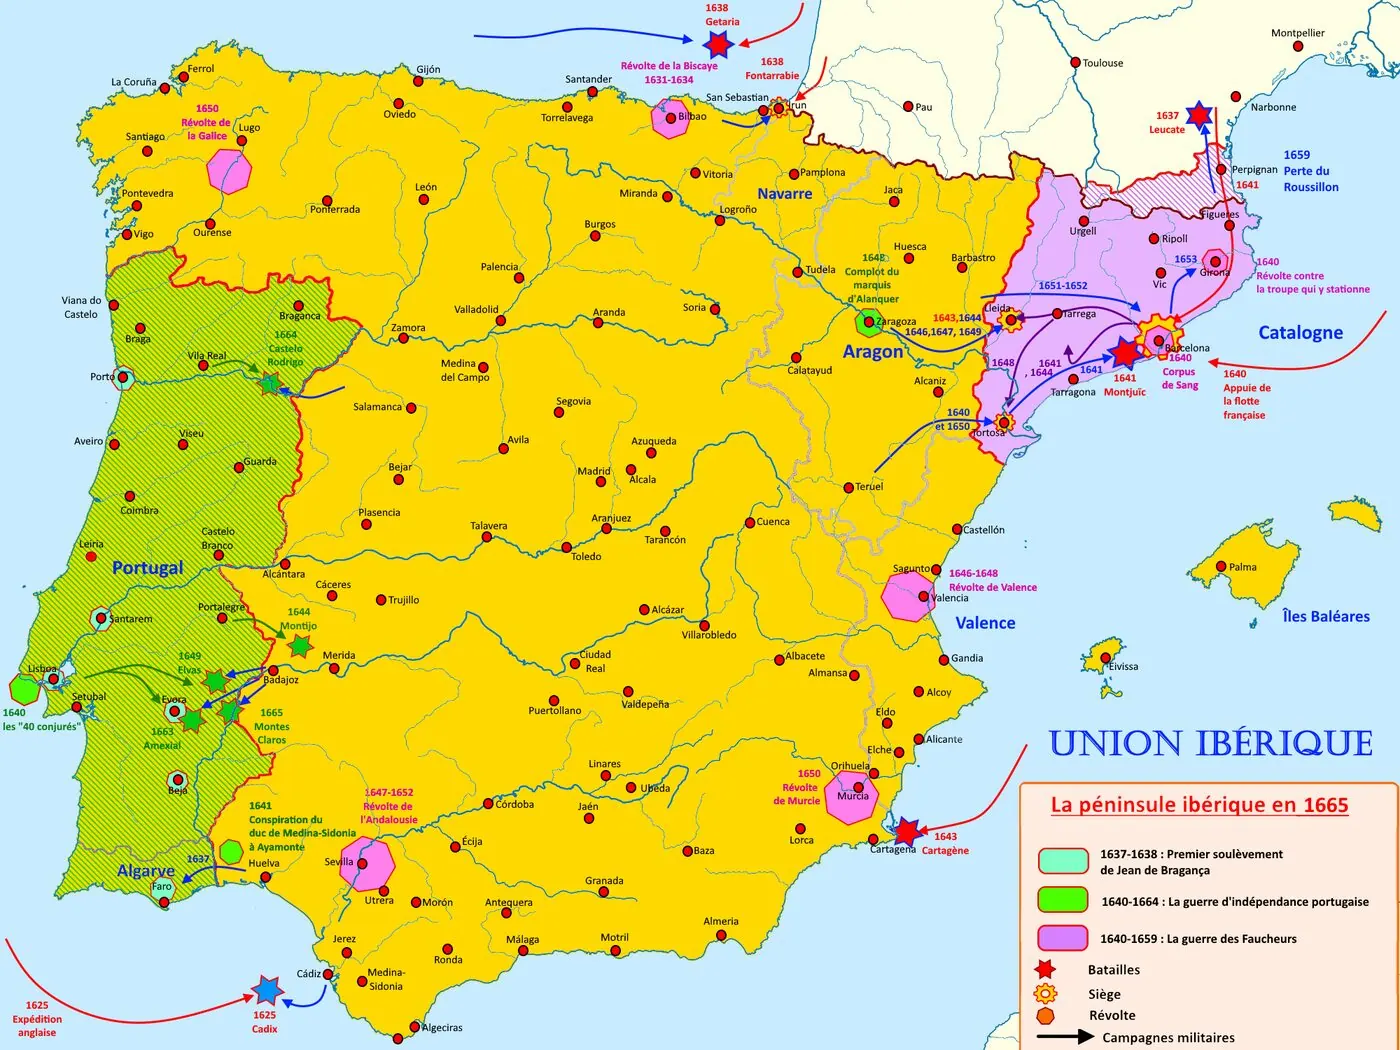 1638
Getaria
Révolte de la Biscaye
1631-1634
1638
Fontarrabie
Montpellier
Toulouse
Narbonne
Pau
1637
Leucate
Perpignan
1641
1659
Perte du
Roussillon
Ferrol
La Coruña
Gijón
Santander
Oviedo
Torrelavega
San Sebastian
Irun
Bilbao
1650
Révolte de
la Galice
Lugo
Santiago
Pontevedra
Vigo
Ourense
Ponferrada
León
Vitoria
Miranda
Pamplona
Navarre
Logroño
Jaca
Burgos
Huesca
Barbastro
Tudela
Urgell
Ripoll
Vic
Figueres
Girona
1653
1640
Révolte contre
la troupe qui y stationne
1648
Complot du
marquis
d'Alanquer
Zaragoza
Aragon
1651-1652
Lleida
Tarrega
1643,1644
1646,1647, 1649
1648
1641
, 1644
1641
Barcelona
1640
Corpus
de Sang
1641
Montjuïc
Tarragona
Catalogne
1640
Appuie de
la flotte
française
1640
et 1650
Tortosa
Palencia
Valladolid
Soria
Aranda
Zamora
Medina
del Campo
Calatayud
Alcaniz
Viana do
Castelo
Braganca
Braga
1664
Castelo
Rodrigo
Vila Real
Porto
Salamanca
Segovia
Avila
Azuqueda
Madrid
Alcala
Aveiro
Viseu
Guarda
Bejar
Coimbra
Plasencia
Talavera
Aranjuez
Tarancón
Toledo
Cuenca
Teruel
Castellón
Leiria
Castelo
Branco
Portugal
Alcántara
Cáceres
Trujillo
Sagunto
1646-1648
Révolte de Valence
Valencia
Valence
Palma
Îles Baléares
Eivissa
Santarem
Portalegre
1644
Montijo
Alcázar
Villarobledo
Lisboa
1649
Elvas
Badajoz
Merida
Ciudad
Real
Albacete
Almansa
Gandia
Setubal
1640
les "40 conjurés"
Evora
1663
Amexial
1665
Montes
Claros
Puertollano
Valdepeña
Alcoy
Eldo
Elche
Alicante
Orihuela
Beja
Linares
Ubeda
1650
Révolte
de Murcie
Murcia
1643
Cartagène
Cartagena
Lorca
1641
Conspiration du
duc de Medina-Sidonia
à Ayamonte
1647-1652
Révolte de
l'Andalousie
Córdoba
Jaén
Écija
Baza
Algarve
1637
Huelva
Faro
Sevilla
Utrera
Morón
Antequera
Granada
Almeria
Jerez
Ronda
Málaga
Motril
Cádiz
Medina-
Sidonia
Algeciras
1625
Expédition
anglaise
1625
Cadix
UNION IBÉRIQUE
La péninsule ibérique en 1665
1637-1638 : Premier soulèvement
de Jean de Bragança
1640-1664 : La guerre d'indépendance portugaise
1640-1659 : La guerre des Faucheurs
Batailles
Siège
Révolte
Campagnes militaires